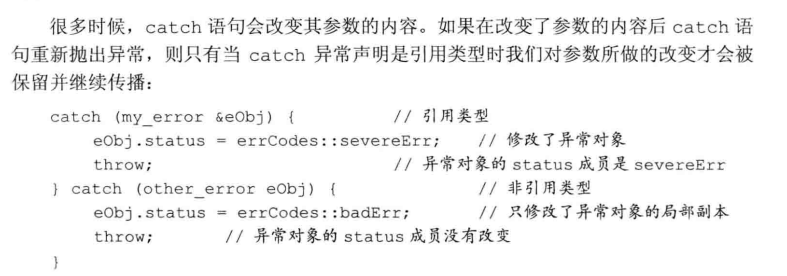 很多时候，catch 语句会改变其参数的内容。如果在改变了参数的内容后 catch 语
句重新抛出异常，则只有当 catch 异常声明是引用类型时我们对参数所做的改变才会被
保留并继续传播：
catch (my_error &eObj) { // 引用类型
eObj.status = errCodes::severeErr; // 修改了异常对象
throw; // 异常对象的 status 成员是 severeErr
} catch (other_error eObj) { // 非引用类型
eObj.status = errCodes::badErr; // 只修改了异常对象的局部副本
throw; // 异常对象的 status 成员没有改变
}